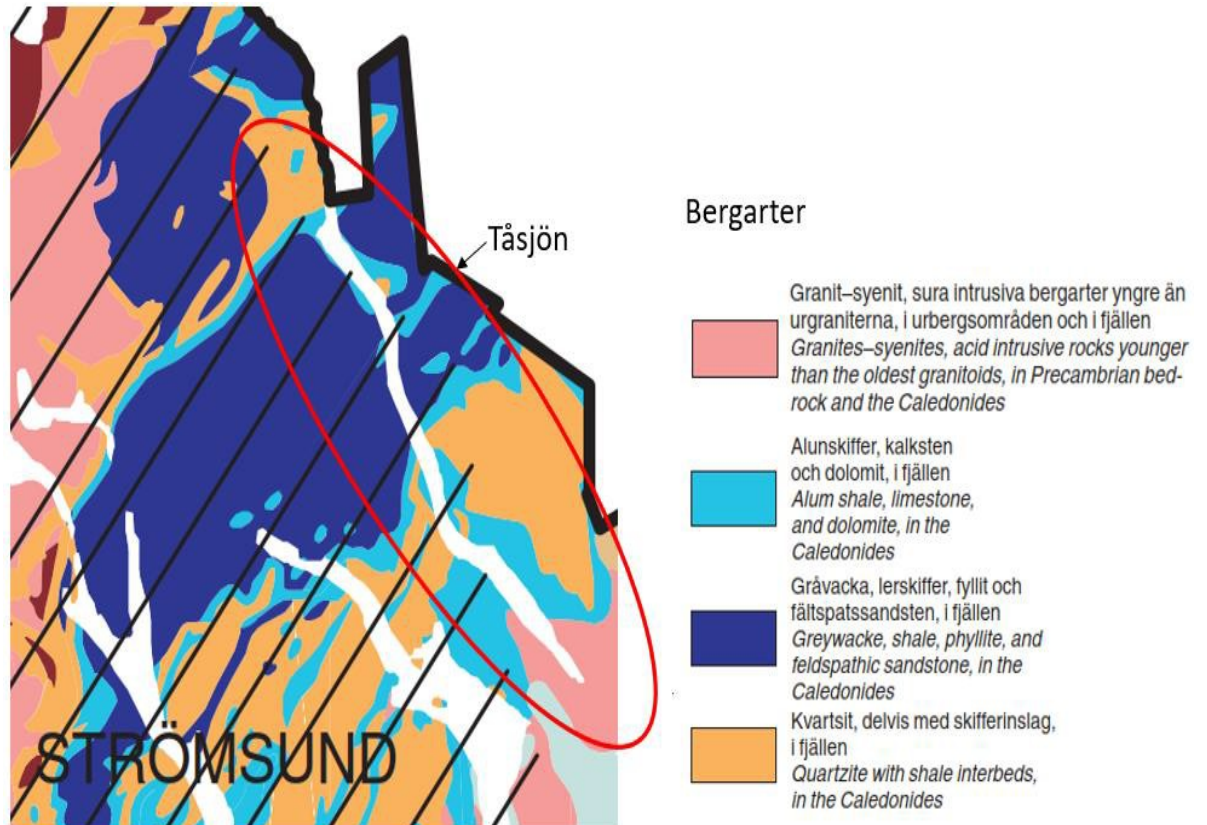 Tåsjön
STRÖMSUND
Bergarter
Granit–syenit, sura intrusiva bergarter yngre än
urgraniterna, i urbergsområden och i fjällen
Granites–syenites, acid intrusive rocks younger
than the oldest granitoids, in Precambrian bed-
rock and the Caledonides
Alunskiffer, kalksten
och dolomit, i fjällen
Alum shale, limestone,
and dolomite, in the
Caledonides
Gråvacka, lerskiffer, fyllit och
fältspatssandsten, i fjällen
Greywacke, shale, phyllite, and
feldspathic sandstone, in the
Caledonides
Kvartsit, delvis med skifferinslag,
i fjällen
Quartzite with shale interbeds,
in the Caledonides